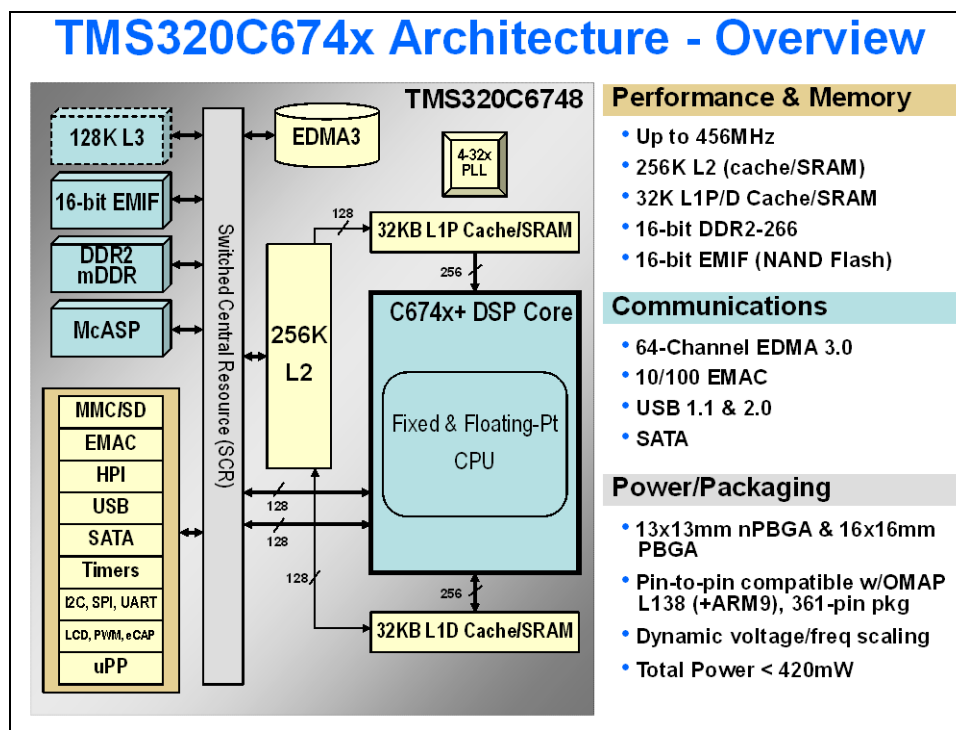 TMS320C674x Architecture - Overview
TMS320C6748
128K L3
EDMA3
4-32x
PLL
16-bit EMIF
DDR2
mDDR
McASP
Switched Central Resource (SCR)
256K
L2
128
32KB L1P Cache/SRAM
256
C674x+ DSP Core
Fixed & Floating-Pt
CPU
128
128
128
256
32KB L1D Cache/SRAM
MMC/SD
EMAC
HPI
USB
SATA
Timers
I2C, SPI, UART
LCD, PWM, eCAP
uPP
Performance & Memory
• Up to 456MHz
• 256K L2 (cache/SRAM)
• 32K L1P/D Cache/SRAM
• 16-bit DDR2-266
• 16-bit EMIF (NAND Flash)
Communications
• 64-Channel EDMA 3.0
• 10/100 EMAC
• USB 1.1 & 2.0
• SATA
Power/Packaging
• 13x13mm nPBGA & 16x16mm
PBGA
• Pin-to-pin compatible w/OMAP
L138 (+ARM9), 361-pin pkg
• Dynamic voltage/freq scaling
• Total Power < 420mW